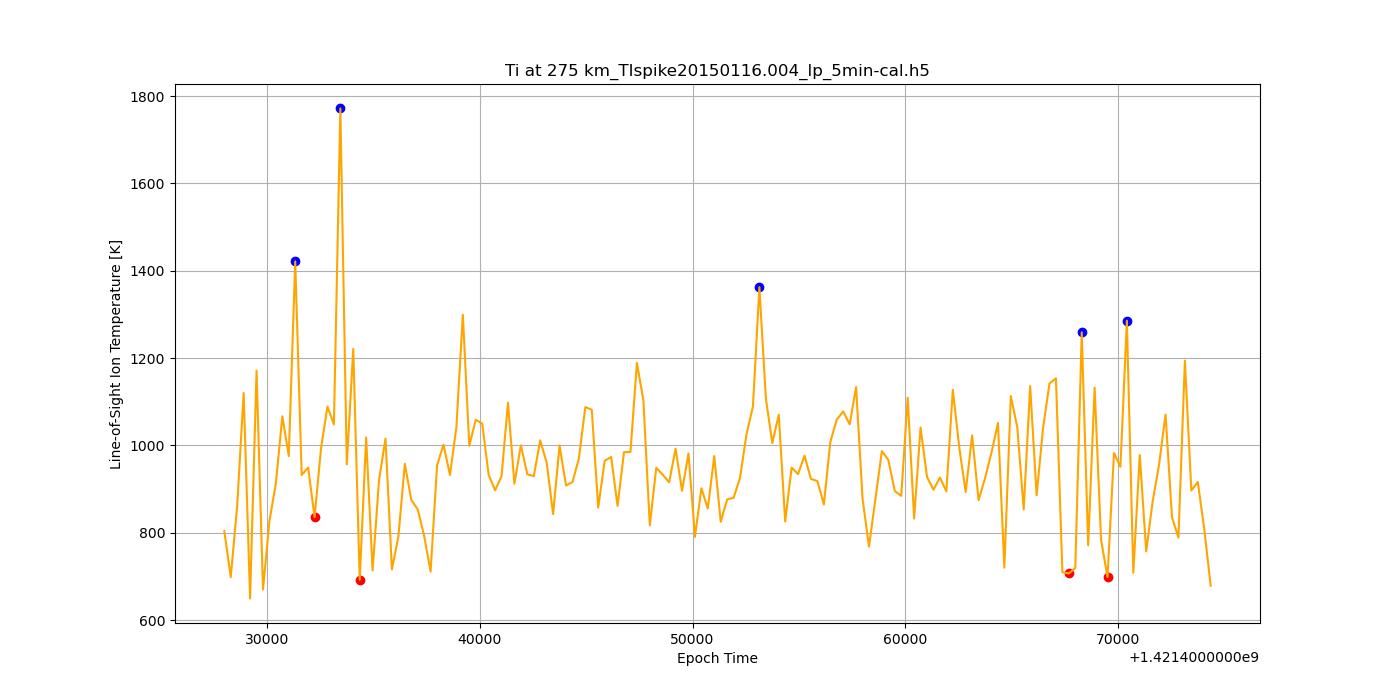 Ti at 275 km_TIspike20150116.004_lp_5min-cal.h5
Line-of-Sight Ion Temperature [K]
1800
1600
1400
1200
1000
800
600
30000 40000 50000 60000 70000
Epoch Time
+1.4214000000e9